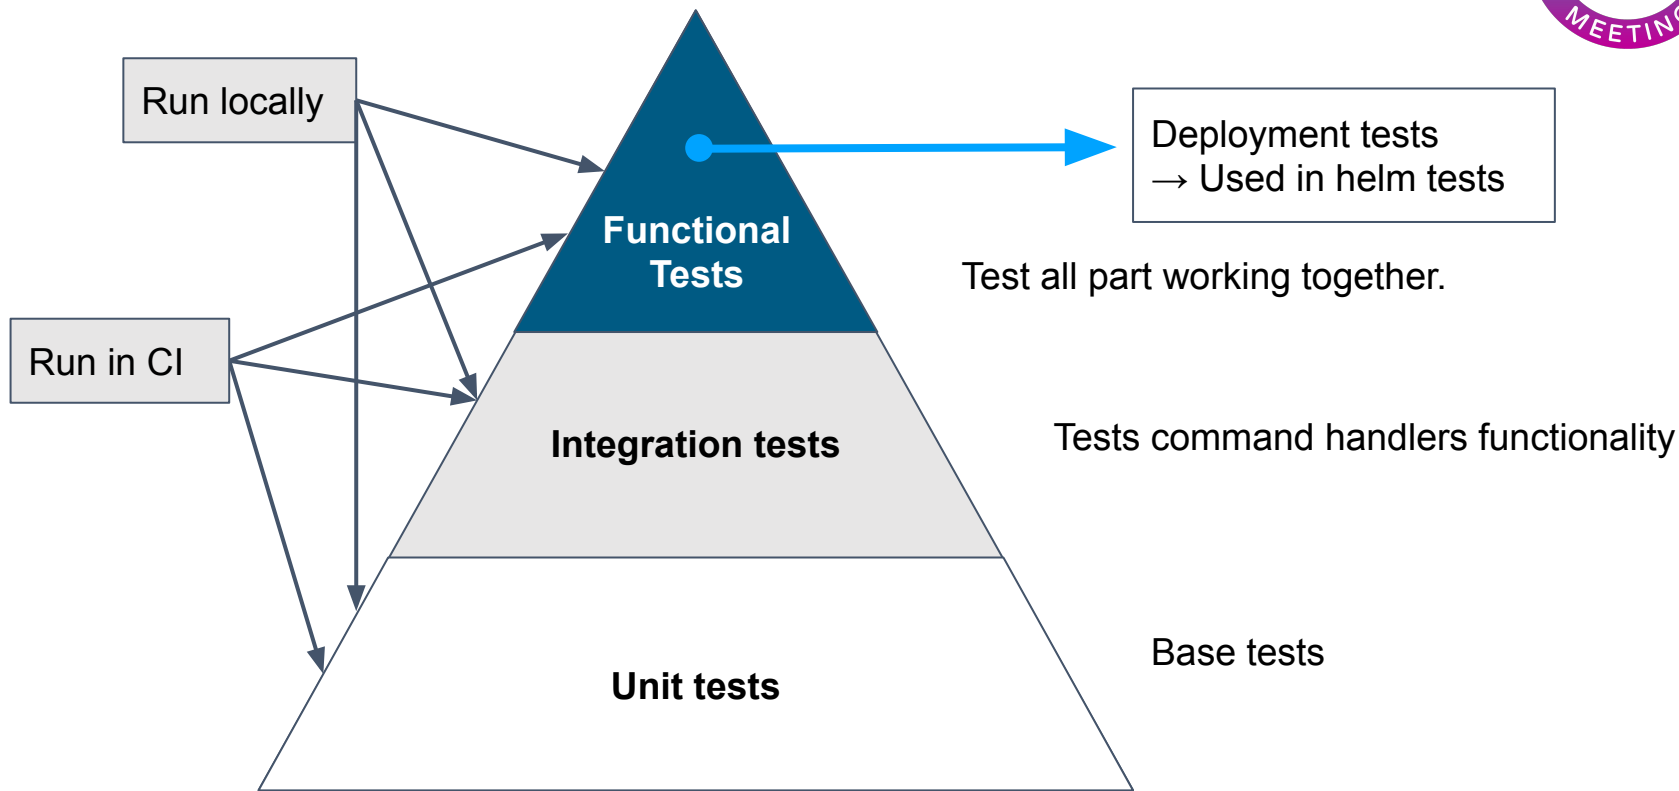 MEETING
Run locally
Deployment tests
→ Used in helm tests
Functional
Tests
Test all part working together.
Run in CI
Integration tests
Tests command handlers functionality
Base tests
Unit tests